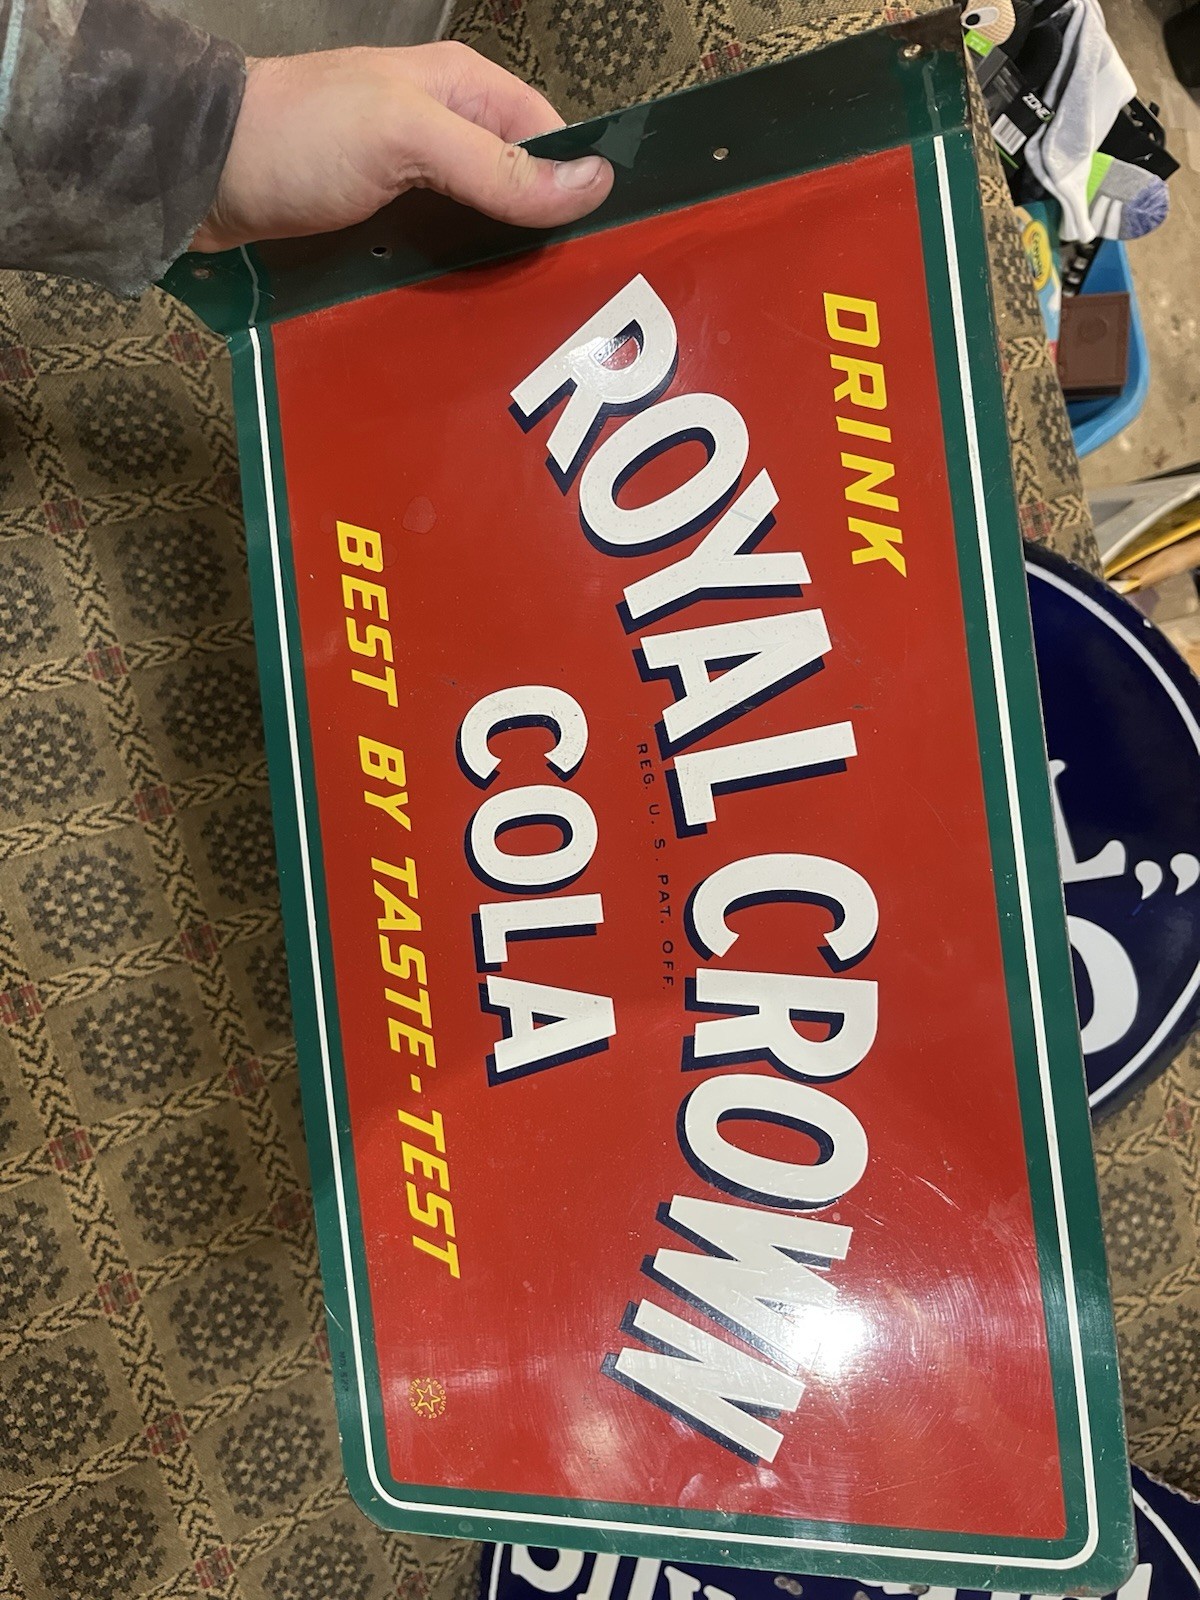 DRINK
ROYAL CROWN
REG. U. S. PAT. OFF.
COLA
BEST BY TASTE-TEST